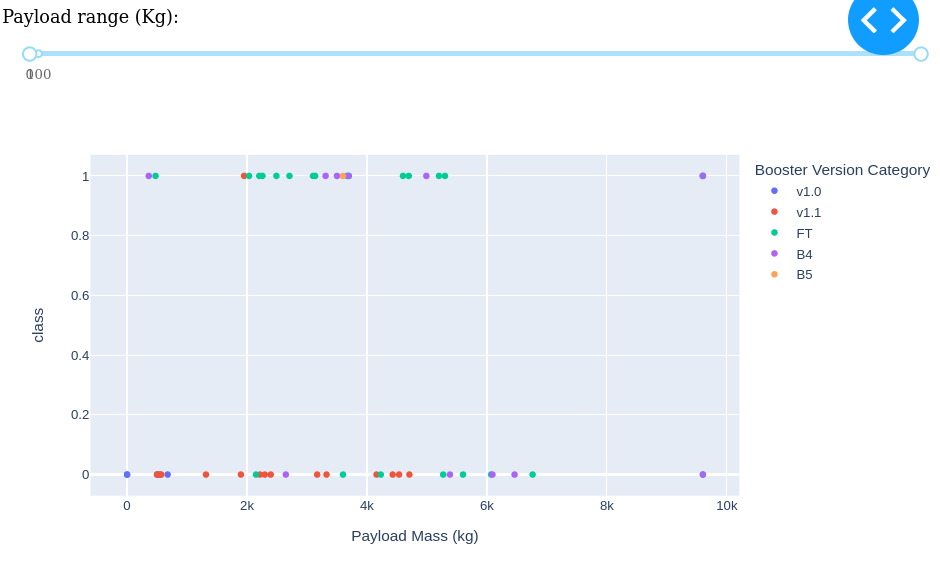 Payload range (Kg):
0
100
Booster Version Category
v1.0
v1.1
FT
B4
B5
1
0.8
0.6
0.4
0.2
0
class
0
2k
4k
6k
8k
10k
Payload Mass (kg)